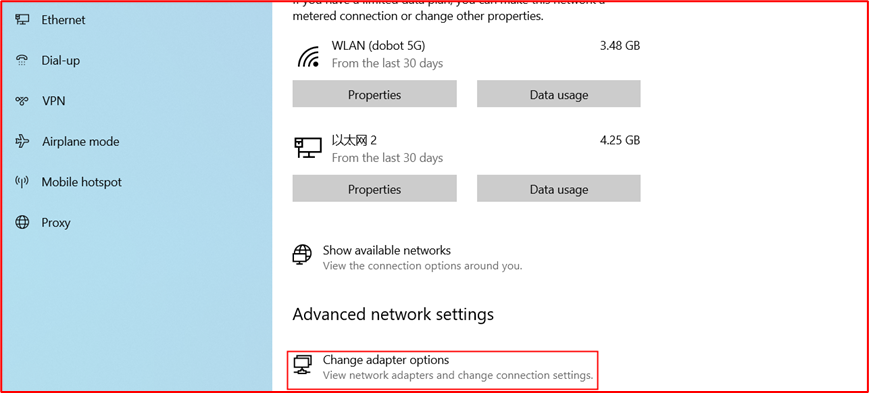 Ethernet
Dial-up
VPN
Airplane mode
Mobile hotspot
Proxy
If you have a limited data plan, you can make this network a
metered connection or change other properties.
WLAN (dobot 5G)
3.48 GB
From the last 30 days
Properties
Data usage
以太网 2
4.25 GB
From the last 30 days
Properties
Data usage
Show available networks
View the connection options around you.
Advanced network settings
Change adapter options
View network adapters and change connection settings.